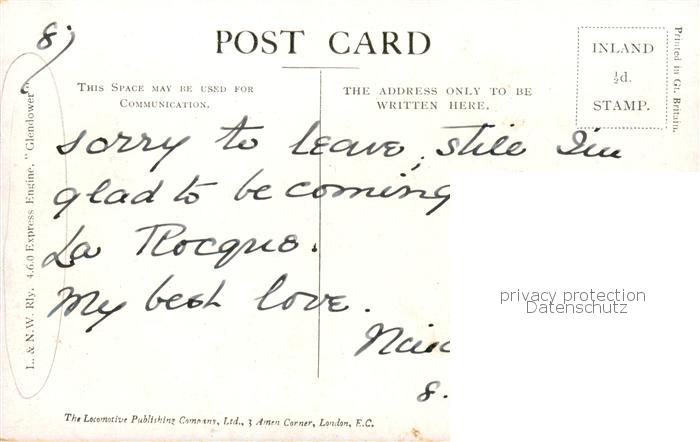 8)
POST CARD
THIS SPACE MAY BE USED FOR
COMMUNICATION.
THE ADDRESS ONLY TO BE
WRITTEN HERE.
INLAND
½d.
STAMP.
Printed in Gt. Britain.
L. & N.W. Rly. 4.6.0 Express Engine, "Glendower"
sorry to leave, still I'm
glad to be coming
La Rocque.
My best love.
8.
privacy protection
Datenschutz
The Locomotive Publishing Company, Ltd., 3 Amen Corner, London, E.C.